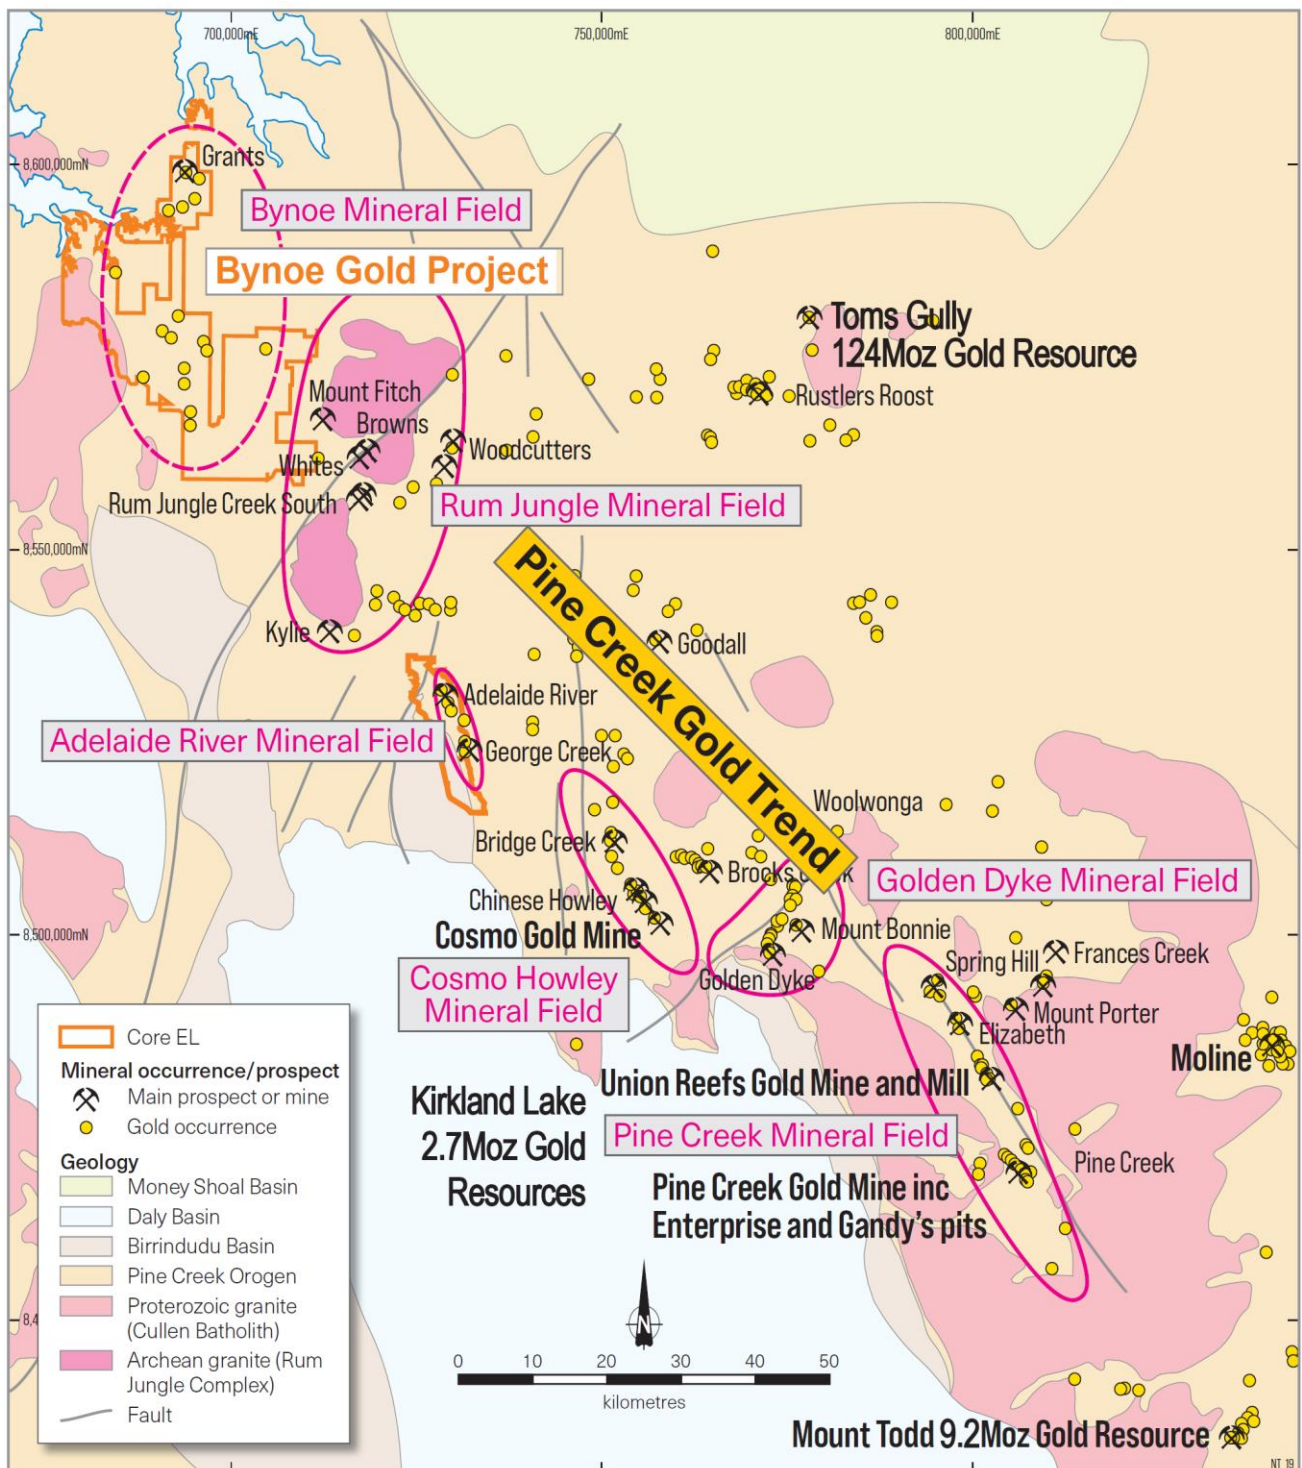 700,000mE
750,000mE
800,000mE
8,600,000mN
Grants
Bynoe Mineral Field
Bynoe Gold Project
Toms Gully
124Moz Gold Resource
Mount Fitch
Rustlers Roost
Browns
Woodcutters
Whites
Rum Jungle Creek South
Rum Jungle Mineral Field
8,550,000mN
Pine Creek Gold Trend
Kylie
Goodall
Adelaide River
Adelaide River Mineral Field
George Creek
Woolwonga
Bridge Creek
Brocks
k
Golden Dyke Mineral Field
Chinese Howley
Mount Bonnie
8,500,000mN
Cosmo Gold Mine
Frances Creek
Spring Hill
Cosmo Howley
Mineral Field
Golden Dyke
Mount Porter
Elizabeth
Moline
Union Reefs Gold Mine and Mill
Kirkland Lake
2.7Moz Gold
Resources
Pine Creek Mineral Field
Pine Creek
Pine Creek Gold Mine inc
Enterprise and Gandy's pits
Core EL
Mineral occurrence/prospect
Main prospect or mine
Gold occurrence
Geology
Money Shoal Basin
Daly Basin
Birrindudu Basin
Pine Creek Orogen
Proterozoic granite
(Cullen Batholith)
Archean granite (Rum
Jungle Complex)
Fault
8,4
N
0 10 20 30 40 50
kilometres
Mount Todd 9.2Moz Gold Resource
NT_19